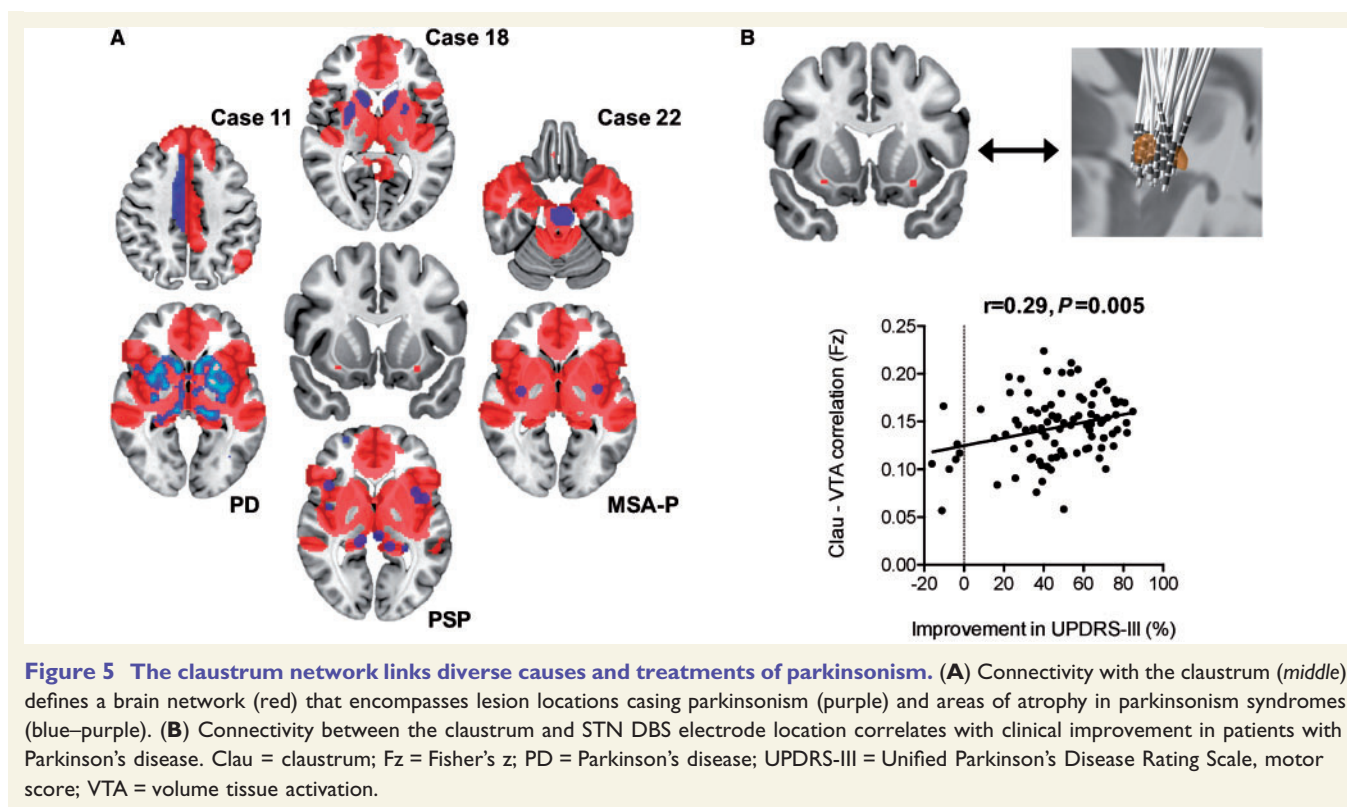 A
Case 18
Case 11
Case 22
PD
MSA-P
PSP
B
r=0.29, P=0.005
Clau - VTA correlation (Fz)
0.25
0.20
0.15
0.10
0.05
0.00
-20 0 20 40 60 80 100
Improvement in UPDRS-III (%)
Figure 5 The claustrum network links diverse causes and treatments of parkinsonism. (A) Connectivity with the claustrum (middle)
defines a brain network (red) that encompasses lesion locations casing parkinsonism (purple) and areas of atrophy in parkinsonism syndromes
(blue–purple). (B) Connectivity between the claustrum and STN DBS electrode location correlates with clinical improvement in patients with
Parkinson's disease. Clau = claustrum; Fz = Fisher's z; PD = Parkinson's disease; UPDRS-III = Unified Parkinson's Disease Rating Scale, motor
score; VTA = volume tissue activation.